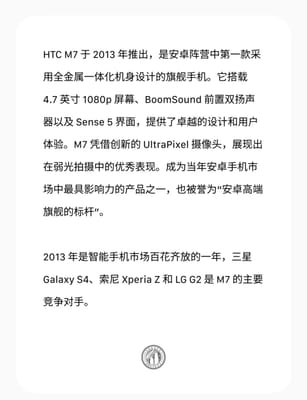 HTC M7 于 2013 年推出，是安卓阵营中第一款采
用全金属一体化机身设计的旗舰手机。它搭载
4.7 英寸 1080p 屏幕、BoomSound 前置双扬声
器以及 Sense 5 界面，提供了卓越的设计和用户
体验。M7 凭借创新的 UltraPixel 摄像头，展现出
在弱光拍摄中的优秀表现。成为当年安卓手机市
场中最具影响力的产品之一，也被誉为“安卓高端
旗舰的标杆”。
2013 年是智能手机市场百花齐放的一年，三星
Galaxy S4、索尼 Xperia Z 和 LG G2 是 M7 的主要
竞争对手。